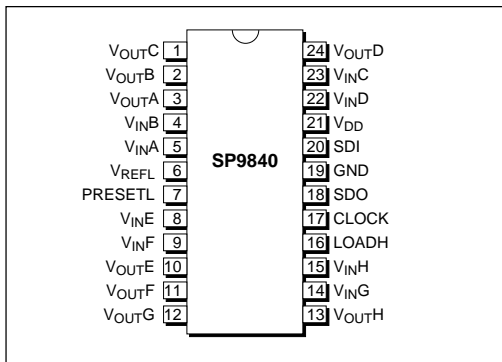 VOUTC 1 24 VOUTD
VOUTB 2 23 VINC
VOUTA 3 22 VIND
VINB 4 21 VDD
VINA 5 20 SDI
SP9840
VREFL 6 19 GND
PRESETL 7 18 SDO
VINE 8 17 CLOCK
VINF 9 16 LOADH
VOUTE 10 15 VINH
VOUTF 11 14 VING
VOUTG 12 13 VOUTH